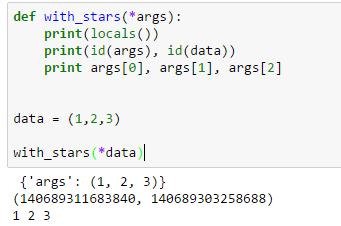 def with_stars(*args):
    print(locals())
    print(id(args), id(data))
    print args[0], args[1], args[2]
data = (1,2,3)
with_stars(*data)
{'args': (1, 2, 3)}
(140689311683840, 140689303258688)
1 2 3